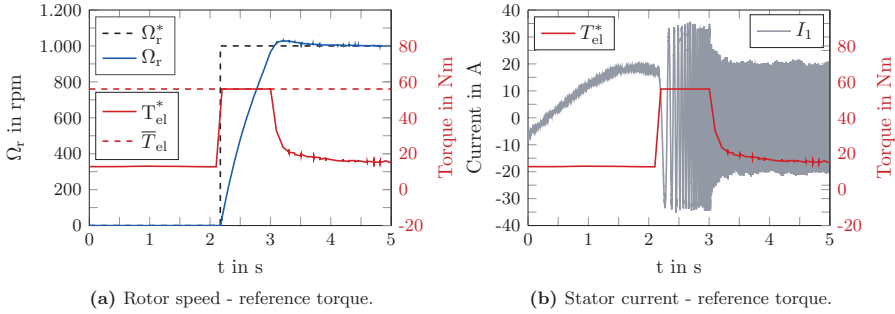 1.200
1.000
800
600
400
200
0
Ω_r in rpm
Ω*_r
Ω_r
T*_el
T̅_el
80
60
40
20
0
-20
Torque in Nm
0 1 2 3 4 5
t in s
(a) Rotor speed - reference torque.
40
30
20
10
0
-10
-20
-30
-40
Current in A
T*_el
I_1
80
60
40
20
0
-20
Torque in Nm
0 1 2 3 4 5
t in s
(b) Stator current - reference torque.